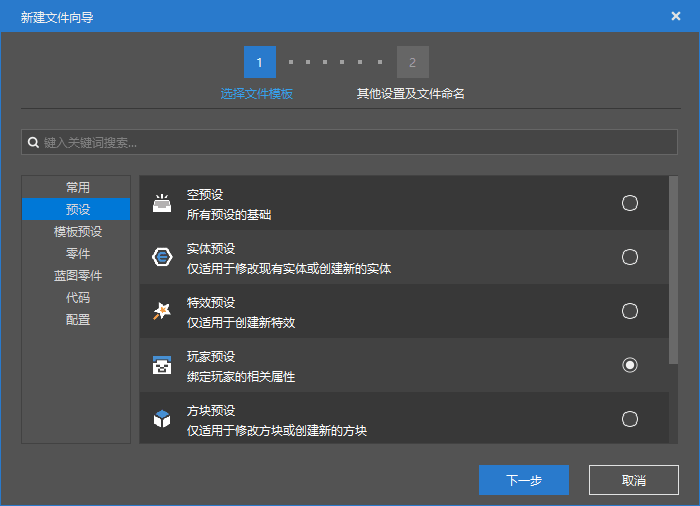 新建文件向导
1
2
选择文件模板
其他设置及文件命名
键入关键词搜索...
常用
预设
模板预设
零件
蓝图零件
代码
配置
空预设
所有预设的基础
实体预设
仅适用于修改现有实体或创建新的实体
特效预设
仅适用于创建新特效
玩家预设
绑定玩家的相关属性
方块预设
仅适用于修改方块或创建新的方块
下一步
取消